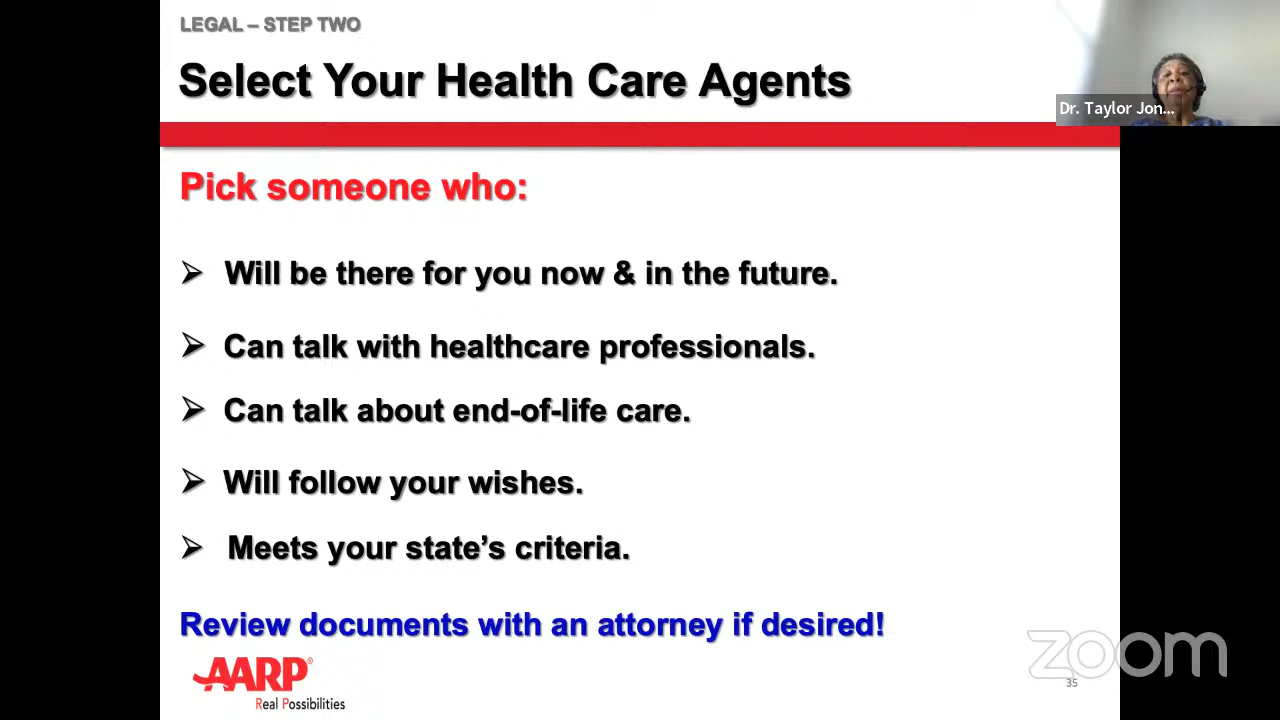 LEGAL – STEP TWO
Select Your Health Care Agents
Dr. Taylor Jon...
Pick someone who:
➢ Will be there for you now & in the future.
➢ Can talk with healthcare professionals.
➢ Can talk about end-of-life care.
➢ Will follow your wishes.
➢ Meets your state’s criteria.
Review documents with an attorney if desired!
AARP®
Real Possibilities
zoom
35